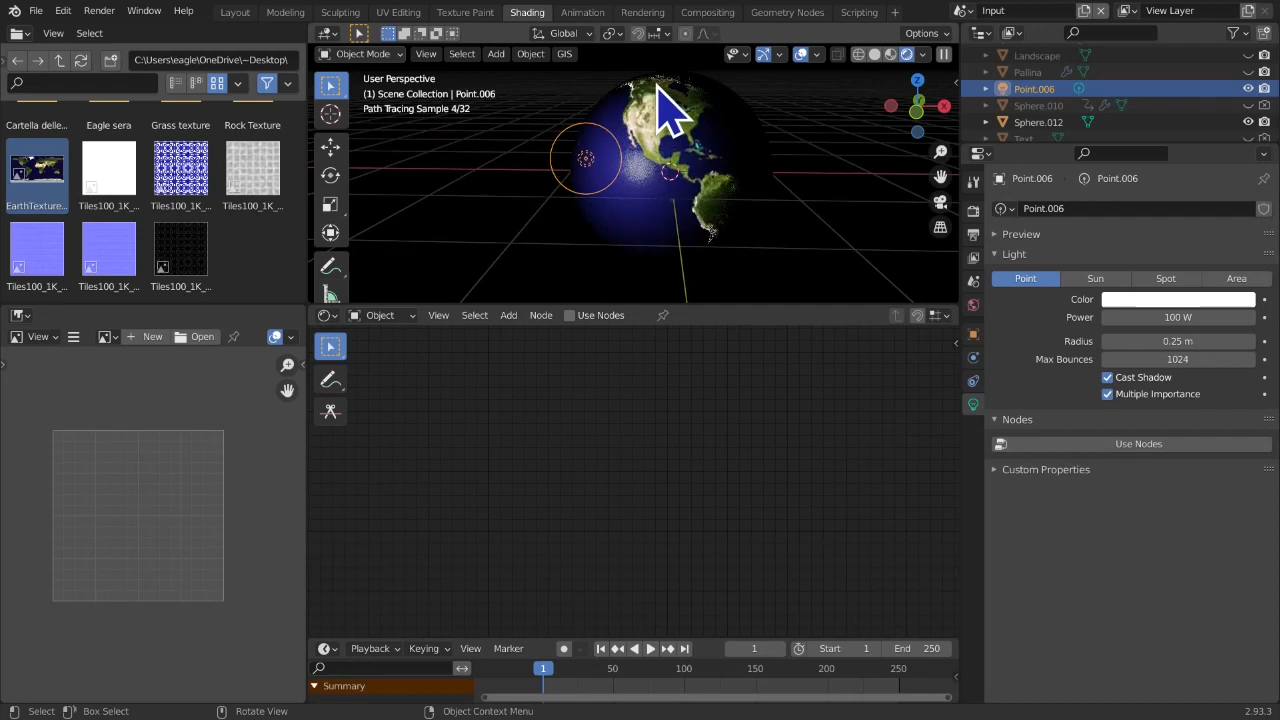 File Edit Render Window Help
Layout Modeling Sculpting UV Editing Texture Paint Shading Animation Rendering Compositing Geometry Nodes Scripting +
Input View Layer
View Select
C:\users\eagle\OneDrive\~Desktop\
Cartella delle...
Eagle sera
Grass texture
Rock Texture
EarthTexture...
Tiles100_1K_...
Tiles100_1K_...
Tiles100_1K_...
Tiles100_1K_...
Tiles100_1K_...
Tiles100_1K_...
Global Options
Object Mode View Select Add Object GIS
User Perspective
(1) Scene Collection | Point.006
Path Tracing Sample 4/32
Z
Y
X
Landscape
Pallina
Point.006
Sphere.010
Sphere.012
Text
Point.006 Point.006
Point.006
Preview
Light
Point Sun Spot Area
Color
Power 100 W
Radius 0.25 m
Max Bounces 1024
Cast Shadow
Multiple Importance
Nodes
Use Nodes
Custom Properties
View + New Open
Object View Select Add Node Use Nodes
Playback Keying View Marker 1 Start 1 End 250
1 50 100 150 200 250
Summary
Select Box Select Rotate View Object Context Menu 2.93.3